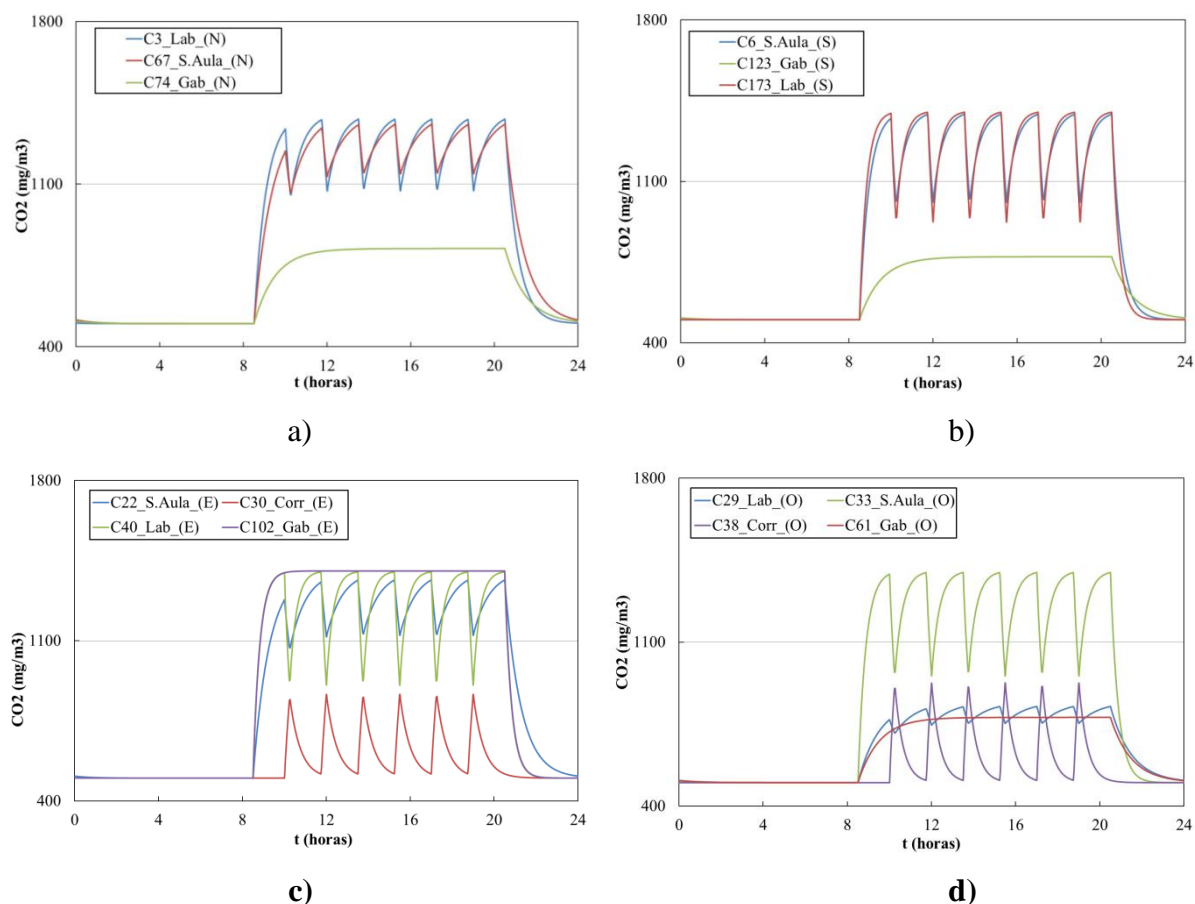 1800
C3_Lab_(N)
C67_S.Aula_(N)
C74_Gab_(N)
CO2 (mg/m3)
1100
400
0 4 8 12 16 20 24
t (horas)
a)
1800
C6_S.Aula_(S)
C123_Gab_(S)
C173_Lab_(S)
CO2 (mg/m3)
1100
400
0 4 8 12 16 20 24
t (horas)
b)
1800
C22_S.Aula_(E) C30_Corr_(E)
C40_Lab_(E) C102_Gab_(E)
CO2 (mg/m3)
1100
400
0 4 8 12 16 20 24
t (horas)
c)
1800
C29_Lab_(O) C33_S.Aula_(O)
C38_Corr_(O) C61_Gab_(O)
CO2 (mg/m3)
1100
400
0 4 8 12 16 20 24
t (horas)
d)